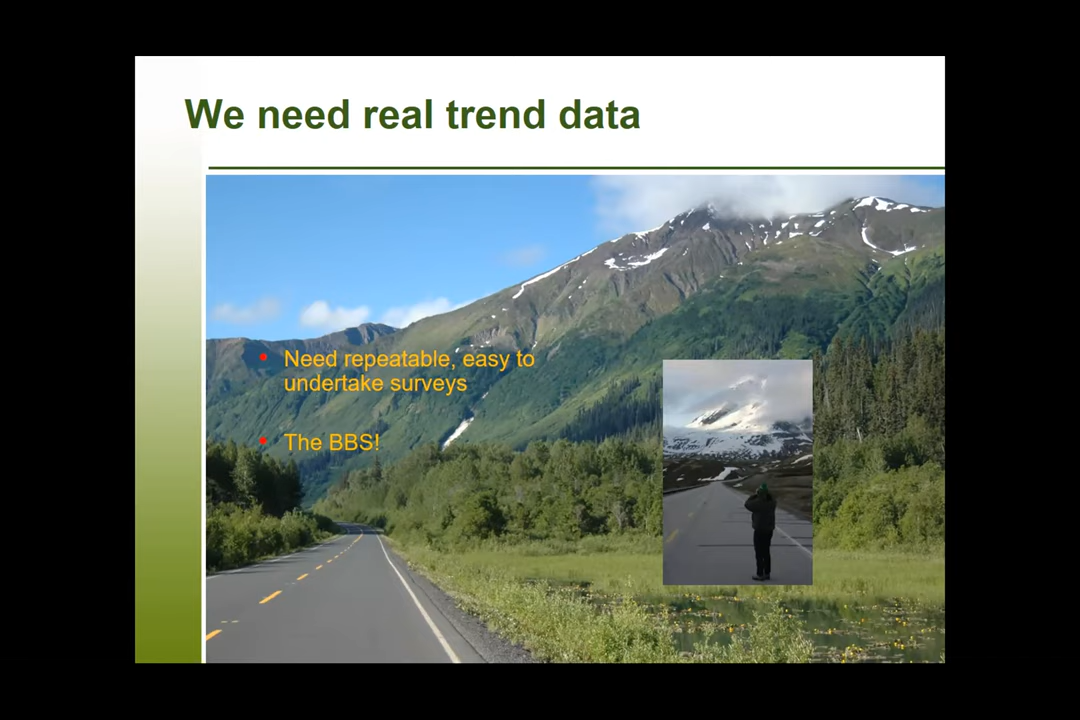 We need real trend data
• Need repeatable, easy to
undertake surveys
• The BBS!